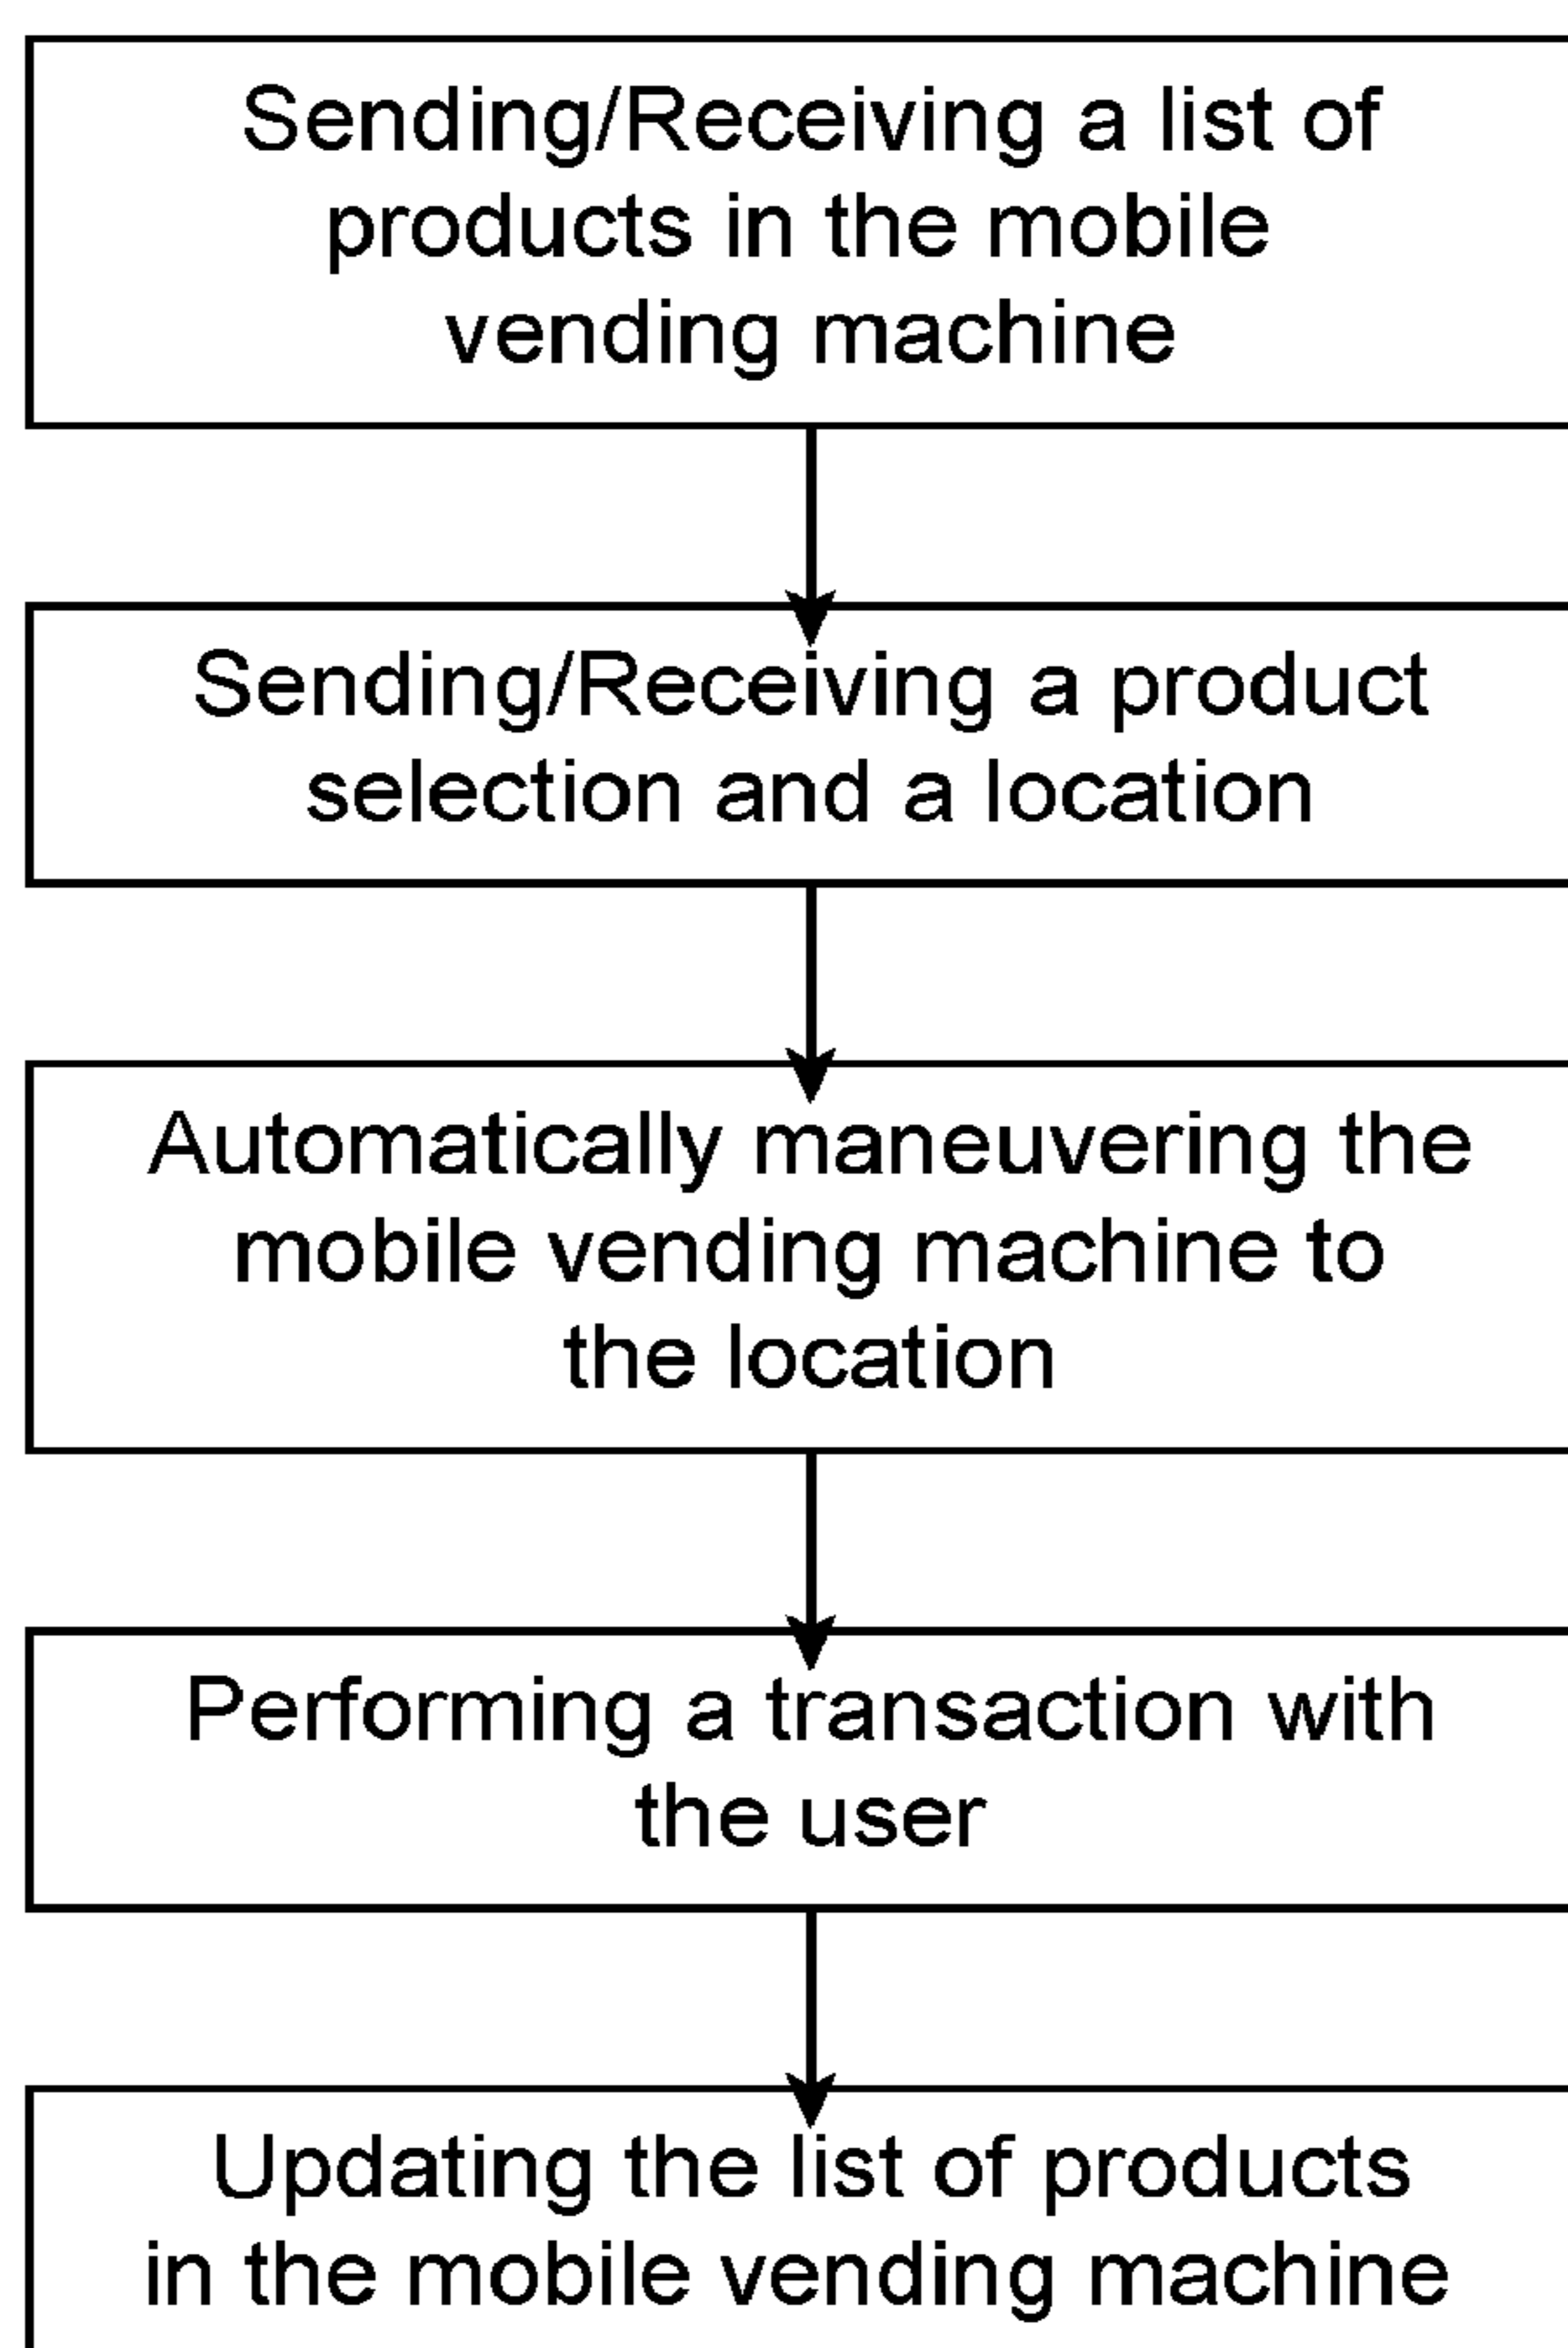 Sending/Receiving a list of
products in the mobile
vending machine
Sending/Receiving a product
selection and a location
Automatically maneuvering the
mobile vending machine to
the location
Performing a transaction with
the user
Updating the list of products
in the mobile vending machine